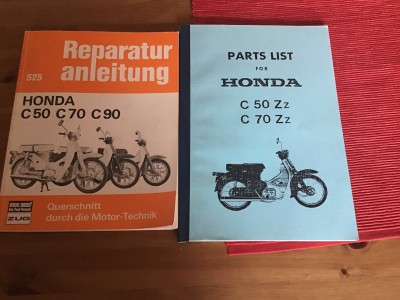 Reparatur
anleitung
525
HONDA
C50 C70 C90
ZUG
Querschnitt
durch die Motor-Technik
PARTS LIST
FOR
HONDA
C 50 Zz
C 70 Zz